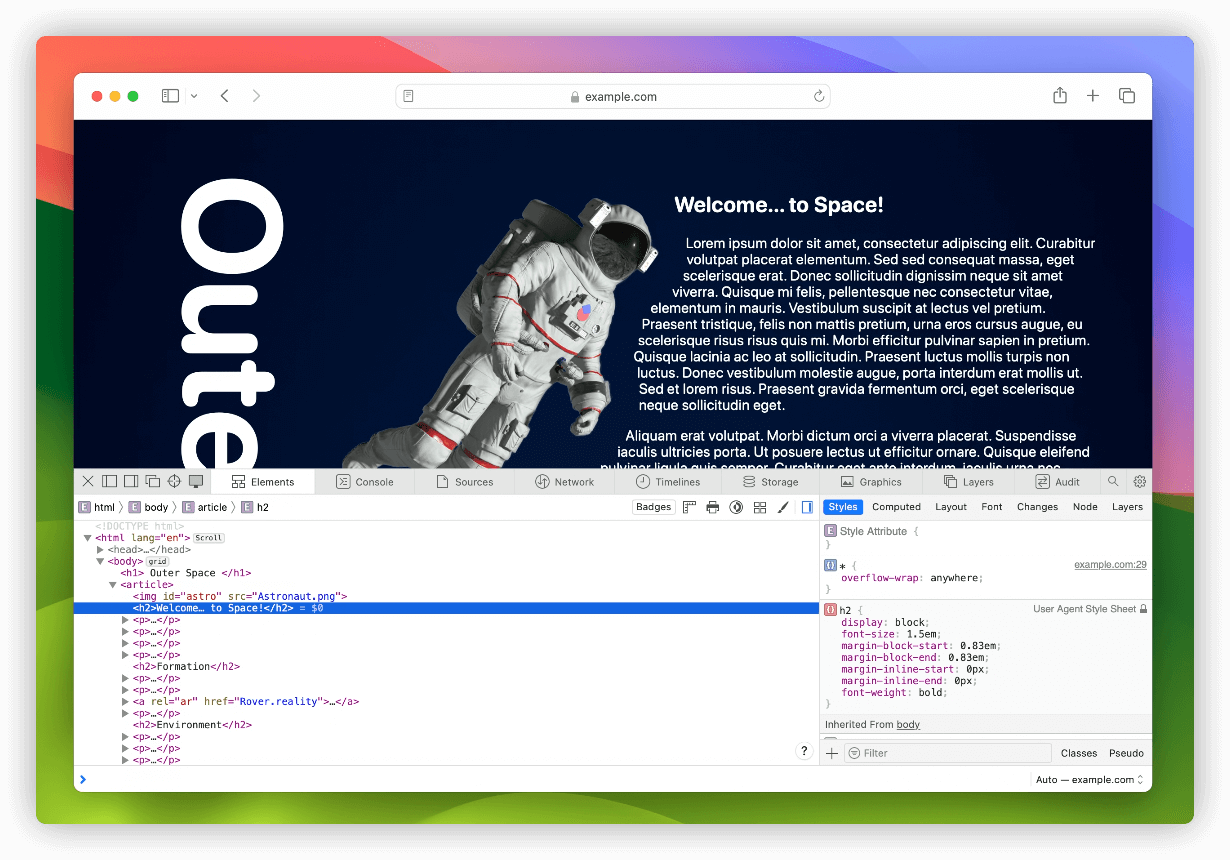 example.com
Oute
Welcome... to Space!
Lorem ipsum dolor sit amet, consectetur adipiscing elit. Curabitur
volutpat placerat elementum. Sed sed consequat massa, eget
scelerisque erat. Donec sollicitudin dignissim neque sit amet
viverra. Quisque mi felis, pellentesque nec consectetur vitae,
elementum in mauris. Vestibulum suscipit at lectus vel pretium.
Praesent tristique, felis non mattis pretium, urna eros cursus augue, eu
scelerisque risus risus quis mi. Morbi efficitur pulvinar sapien in pretium.
Quisque lacinia ac leo at sollicitudin. Praesent luctus mollis turpis non
luctus. Donec vestibulum molestie augue, porta interdum erat mollis ut.
Sed et lorem risus. Praesent gravida fermentum orci, eget scelerisque
neque sollicitudin eget.
Aliquam erat volutpat. Morbi dictum orci a viverra placerat. Suspendisse
iaculis ultricies porta. Ut posuere lectus ut efficitur ornare. Quisque eleifend
pulvinar ligula quis semper. Curabitur eget ante interdum, iaculis urna nec
Elements Console Sources Network Timelines Storage Graphics Layers Audit
E html E body E article E h2 Badges
<!DOCTYPE html>
<html lang="en"> Scroll
<head>…</head>
<body> grid
<h1> Outer Space </h1>
<article>
<img id="astro" src="Astronaut.png">
<h2>Welcome… to Space!</h2> = $0
<p>…</p>
<p>…</p>
<p>…</p>
<p>…</p>
<h2>Formation</h2>
<p>…</p>
<p>…</p>
<a rel="ar" href="Rover.reality">…</a>
<p>…</p>
<h2>Environment</h2>
<p>…</p>
<p>…</p>
<p>…</p>
?
Styles Computed Layout Font Changes Node Layers
E Style Attribute {
}
{} * { example.com:29
overflow-wrap: anywhere;
}
{} h2 { User Agent Style Sheet
display: block;
font-size: 1.5em;
margin-block-start: 0.83em;
margin-block-end: 0.83em;
margin-inline-start: 0px;
margin-inline-end: 0px;
font-weight: bold;
}
Inherited From body
Filter Classes Pseudo
Auto — example.com